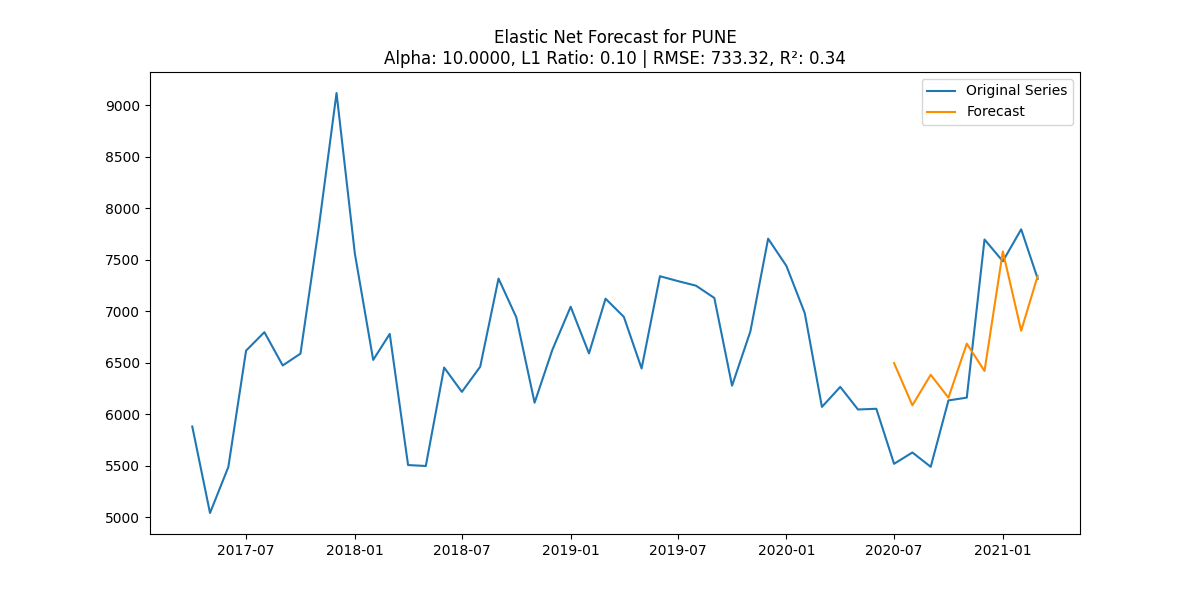 Elastic Net Forecast for PUNE
Alpha: 10.0000, L1 Ratio: 0.10 | RMSE: 733.32, R²: 0.34
Original Series
Forecast
9000
8500
8000
7500
7000
6500
6000
5500
5000
2017-07 2018-01 2018-07 2019-01 2019-07 2020-01 2020-07 2021-01